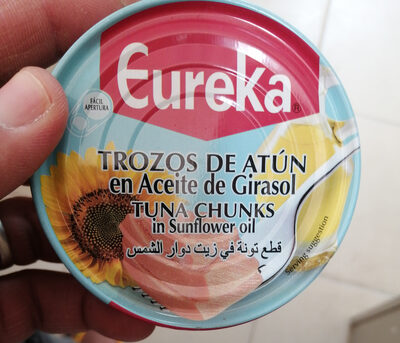 Eureka®
FÁCIL
APERTURA
TROZOS DE ATÚN
en Aceite de Girasol
TUNA CHUNKS
in Sunflower oil
قطع تونة في زيت دوار الشمس
Serving suggestion